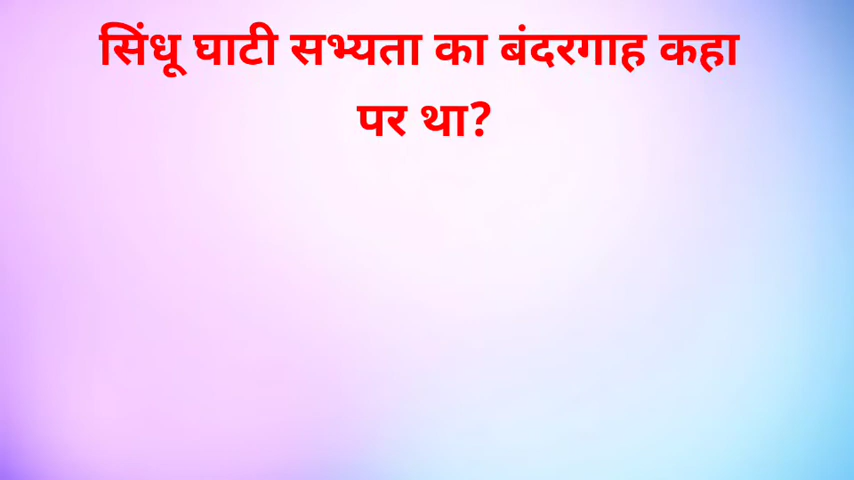 सिंधू घाटी सभ्यता का बंदरगाह कहा
पर था?